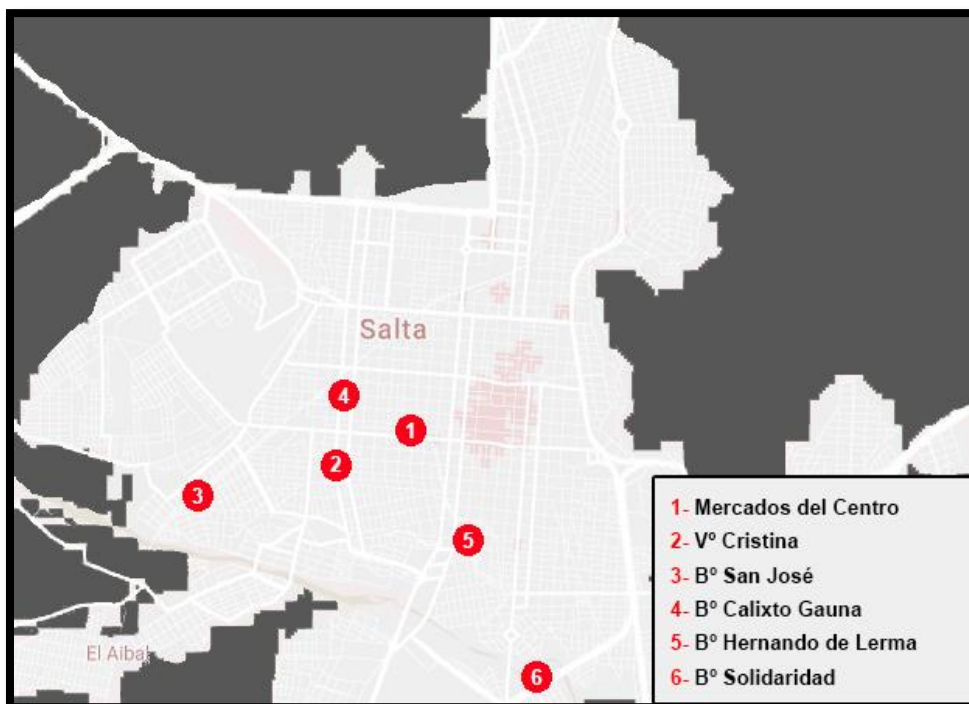 Salta
4
1
2
3
5
El Aibal
6
1- Mercados del Centro
2- Vº Cristina
3- Bº San José
4- Bº Calixto Gauna
5- Bº Hernando de Lerma
6- Bº Solidaridad